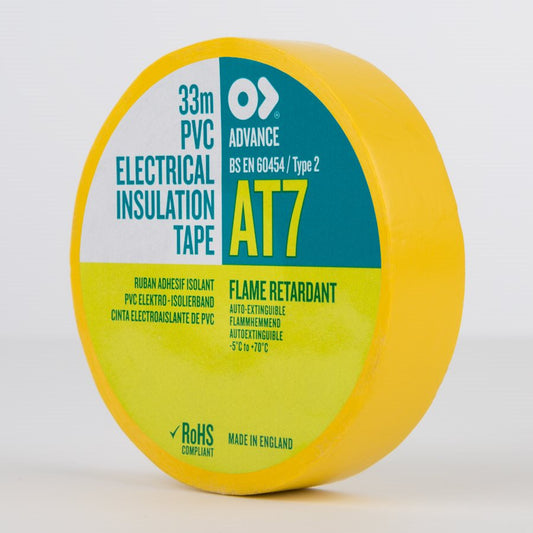 33m
PVC
ELECTRICAL
INSULATION
TAPE
®
ADVANCE
BS EN 60454 / Type 2
AT7
RUBAN ADHESIF ISOLANT
PVC ELEKTRO - ISOLIERBAND
CINTA ELECTROAISLANTE DE PVC
FLAME RETARDANT
AUTO-EXTINGUIBLE
FLAMMHEMMEND
AUTOEXTINGUIBLE
-5°C to +70°C
✓RoHS
COMPLIANT
MADE IN ENGLAND